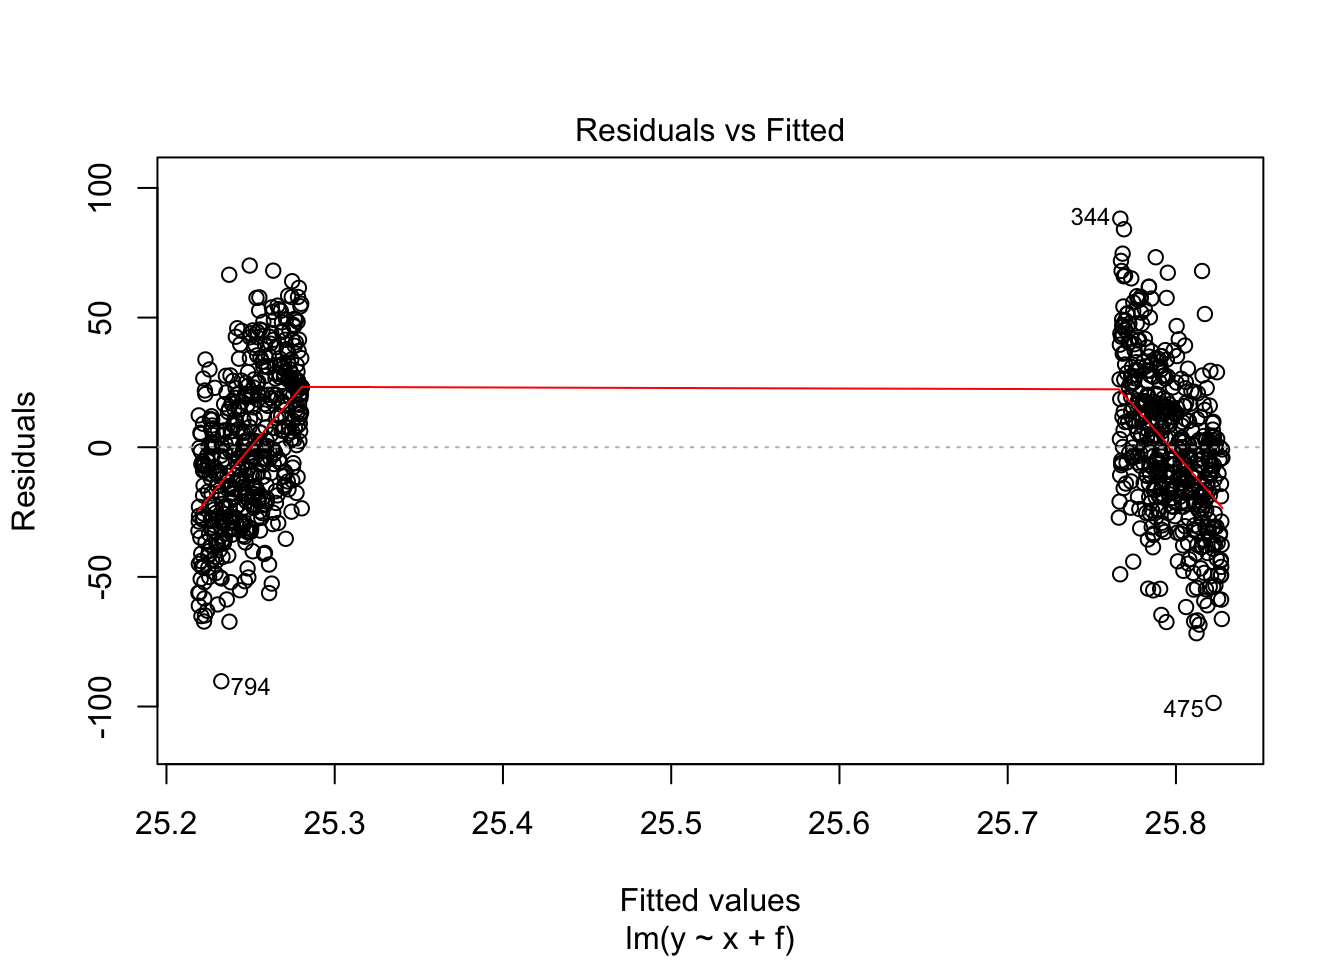 Residuals vs Fitted
Residuals
100
50
0
-50
-100
344
794
475
25.2 25.3 25.4 25.5 25.6 25.7 25.8
Fitted values
lm(y ~ x + f)